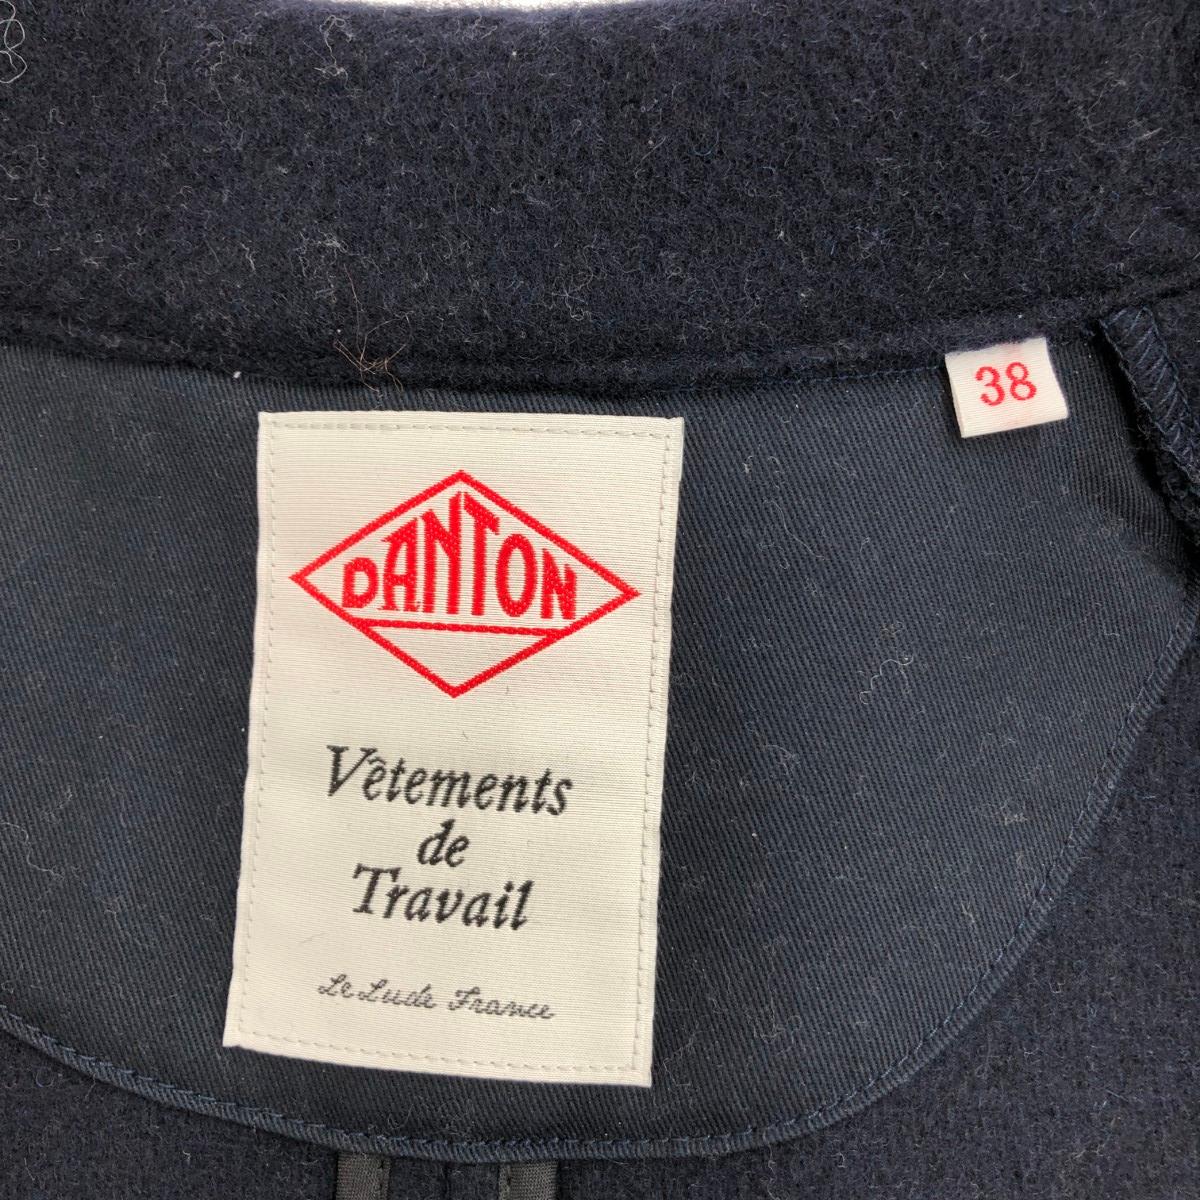 38
DANTON
Vêtements
de
Travail
Le Lude France